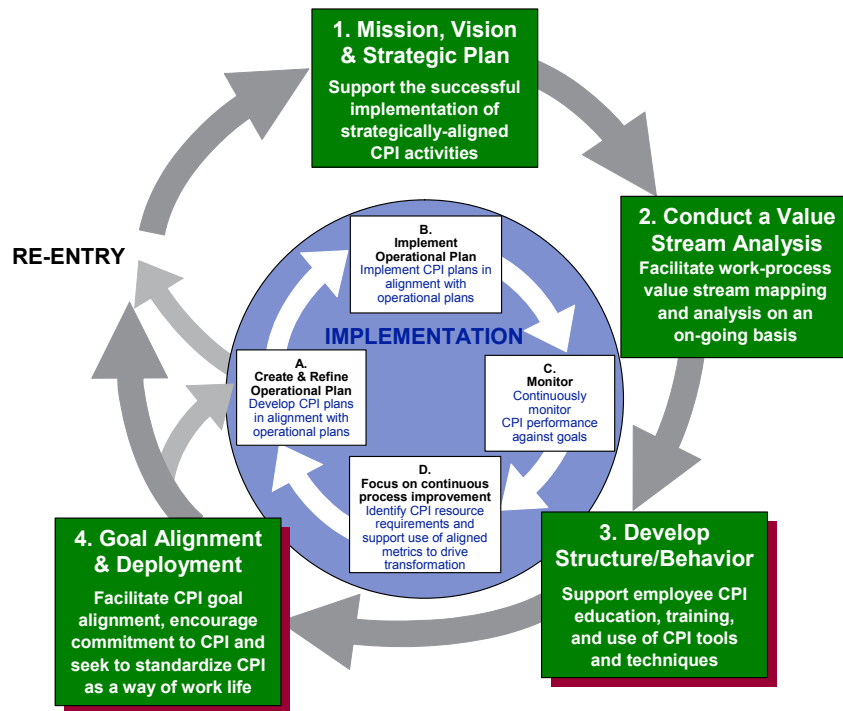 1. Mission, Vision
& Strategic Plan
Support the successful
implementation of
strategically-aligned
CPI activities
2. Conduct a Value
Stream Analysis
Facilitate work-process
value stream mapping
and analysis on an
on-going basis
RE-ENTRY
B.
Implement
Operational Plan
Implement CPI plans in
alignment with
operational plans
IMPLEMENTATION
A.
Create & Refine
Operational Plan
Develop CPI plans
in alignment with
operational plans
C.
Monitor
Continuously
monitor
CPI performance
against goals
D.
Focus on continuous
process improvement
Identify CPI resource
requirements and
support use of aligned
metrics to drive
transformation
4. Goal Alignment
& Deployment
Facilitate CPI goal
alignment, encourage
commitment to CPI and
seek to standardize CPI
as a way of work life
3. Develop
Structure/Behavior
Support employee CPI
education, training,
and use of CPI tools
and techniques